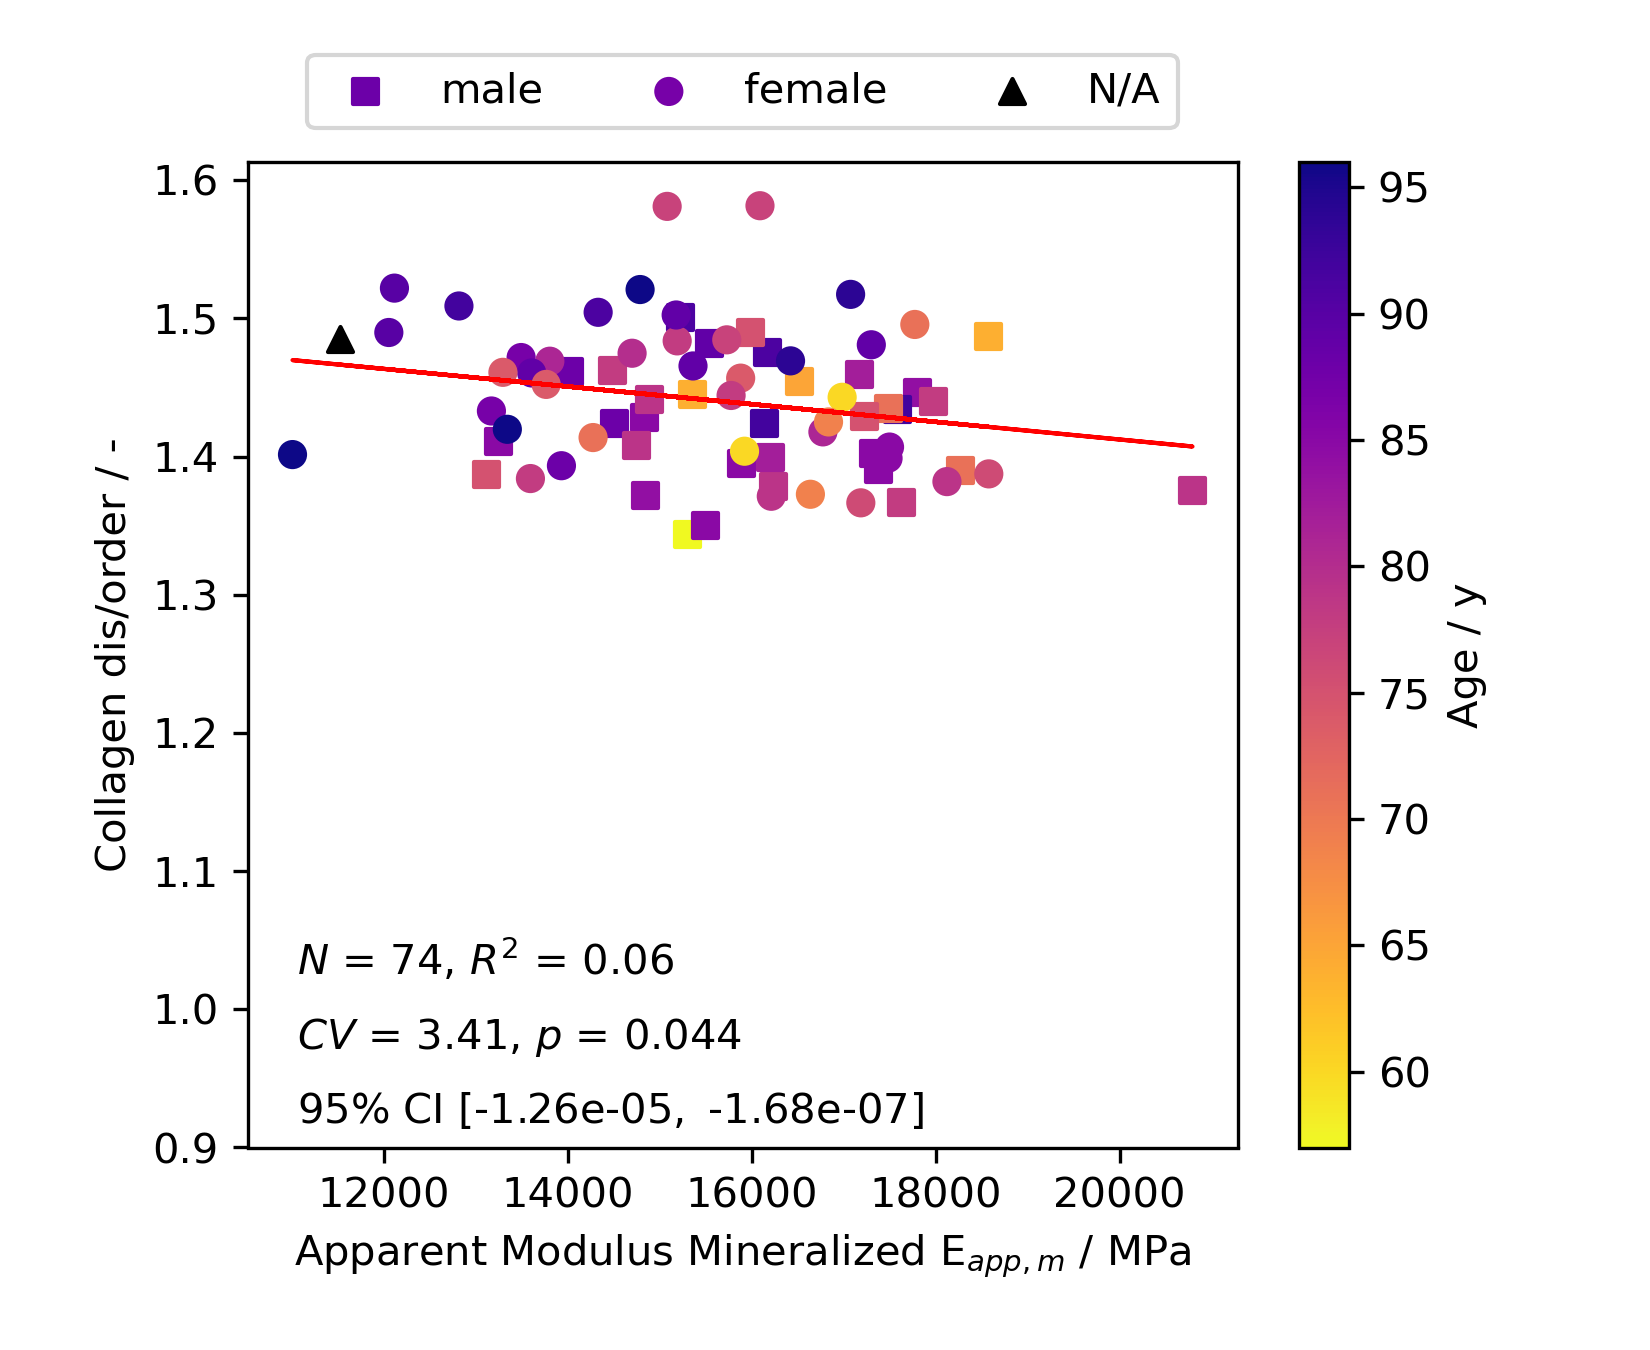 male female N/A
1.6
1.5
1.4
1.3
1.2
1.1
1.0
0.9
Collagen dis/order / -
N = 74, R² = 0.06
CV = 3.41, p = 0.044
95% CI [-1.26e-05, -1.68e-07]
12000 14000 16000 18000 20000
Apparent Modulus Mineralized E_{app, m} / MPa
95
90
85
80
75
70
65
60
Age / y